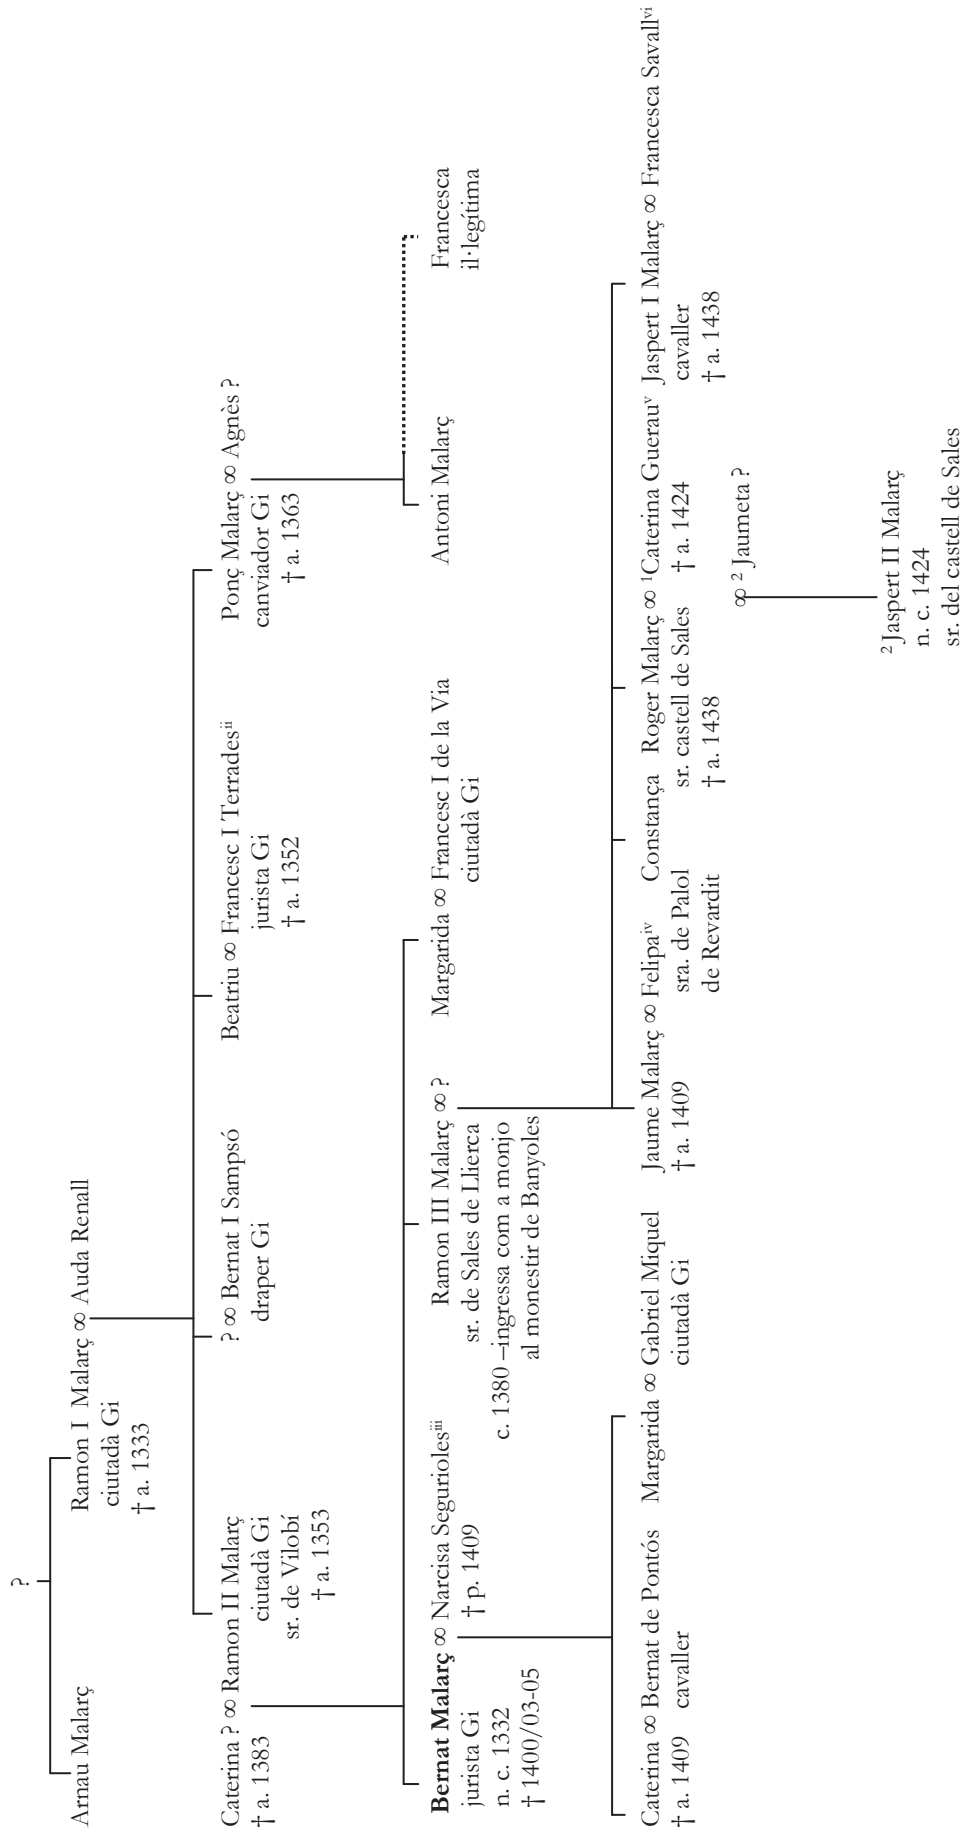 ?
Arnau Malarç
Ramon I Malarç ∞ Auda Renall
ciutadà Gi
† a. 1333
Caterina ? ∞ Ramon II Malarç
† a. 1383
ciutadà Gi
sr. de Vilobí
† a. 1353
? ∞ Bernat I Sampsó
draper Gi
Beatriu ∞ Francesc I Terradesⁱⁱ
jurista Gi
† a. 1352
Ponç Malarç ∞ Agnès ?
canviador Gi
† a. 1363
Bernat Malarç ∞ Narcisa Seguriolesⁱⁱⁱ
jurista Gi
n. c. 1332
† 1400/03-05
† p. 1409
Ramon III Malarç ∞ ?
sr. de Sales de Llierca
c. 1380 –ingressa com a monjo
al monestir de Banyoles
Margarida ∞ Francesc I de la Via
ciutadà Gi
Antoni Malarç
Francesca
il·legítima
Caterina ∞ Bernat de Pontós
† a. 1409
cavaller
Margarida ∞ Gabriel Miquel
ciutadà Gi
Jaume Malarç ∞ Felipaⁱᵛ
† a. 1409
sra. de Palol
de Revardit
Constança
Roger Malarç ∞ ¹Caterina Guerauᵛ
sr. castell de Sales
† a. 1438
† a. 1424
∞ ² Jaumeta ?
Jaspert I Malarç ∞ Francesca Savallᵛⁱ
cavaller
† a. 1438
² Jaspert II Malarç
n. c. 1424
sr. del castell de Sales